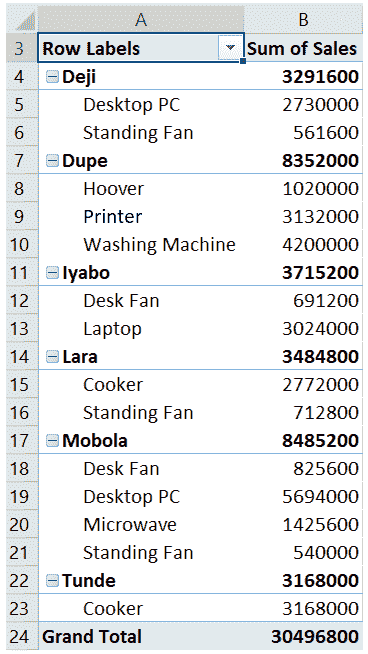 A B
3 Row Labels Sum of Sales
4 Deji 3291600
5 Desktop PC 2730000
6 Standing Fan 561600
7 Dupe 8352000
8 Hoover 1020000
9 Printer 3132000
10 Washing Machine 4200000
11 Iyabo 3715200
12 Desk Fan 691200
13 Laptop 3024000
14 Lara 3484800
15 Cooker 2772000
16 Standing Fan 712800
17 Mobola 8485200
18 Desk Fan 825600
19 Desktop PC 5694000
20 Microwave 1425600
21 Standing Fan 540000
22 Tunde 3168000
23 Cooker 3168000
24 Grand Total 30496800